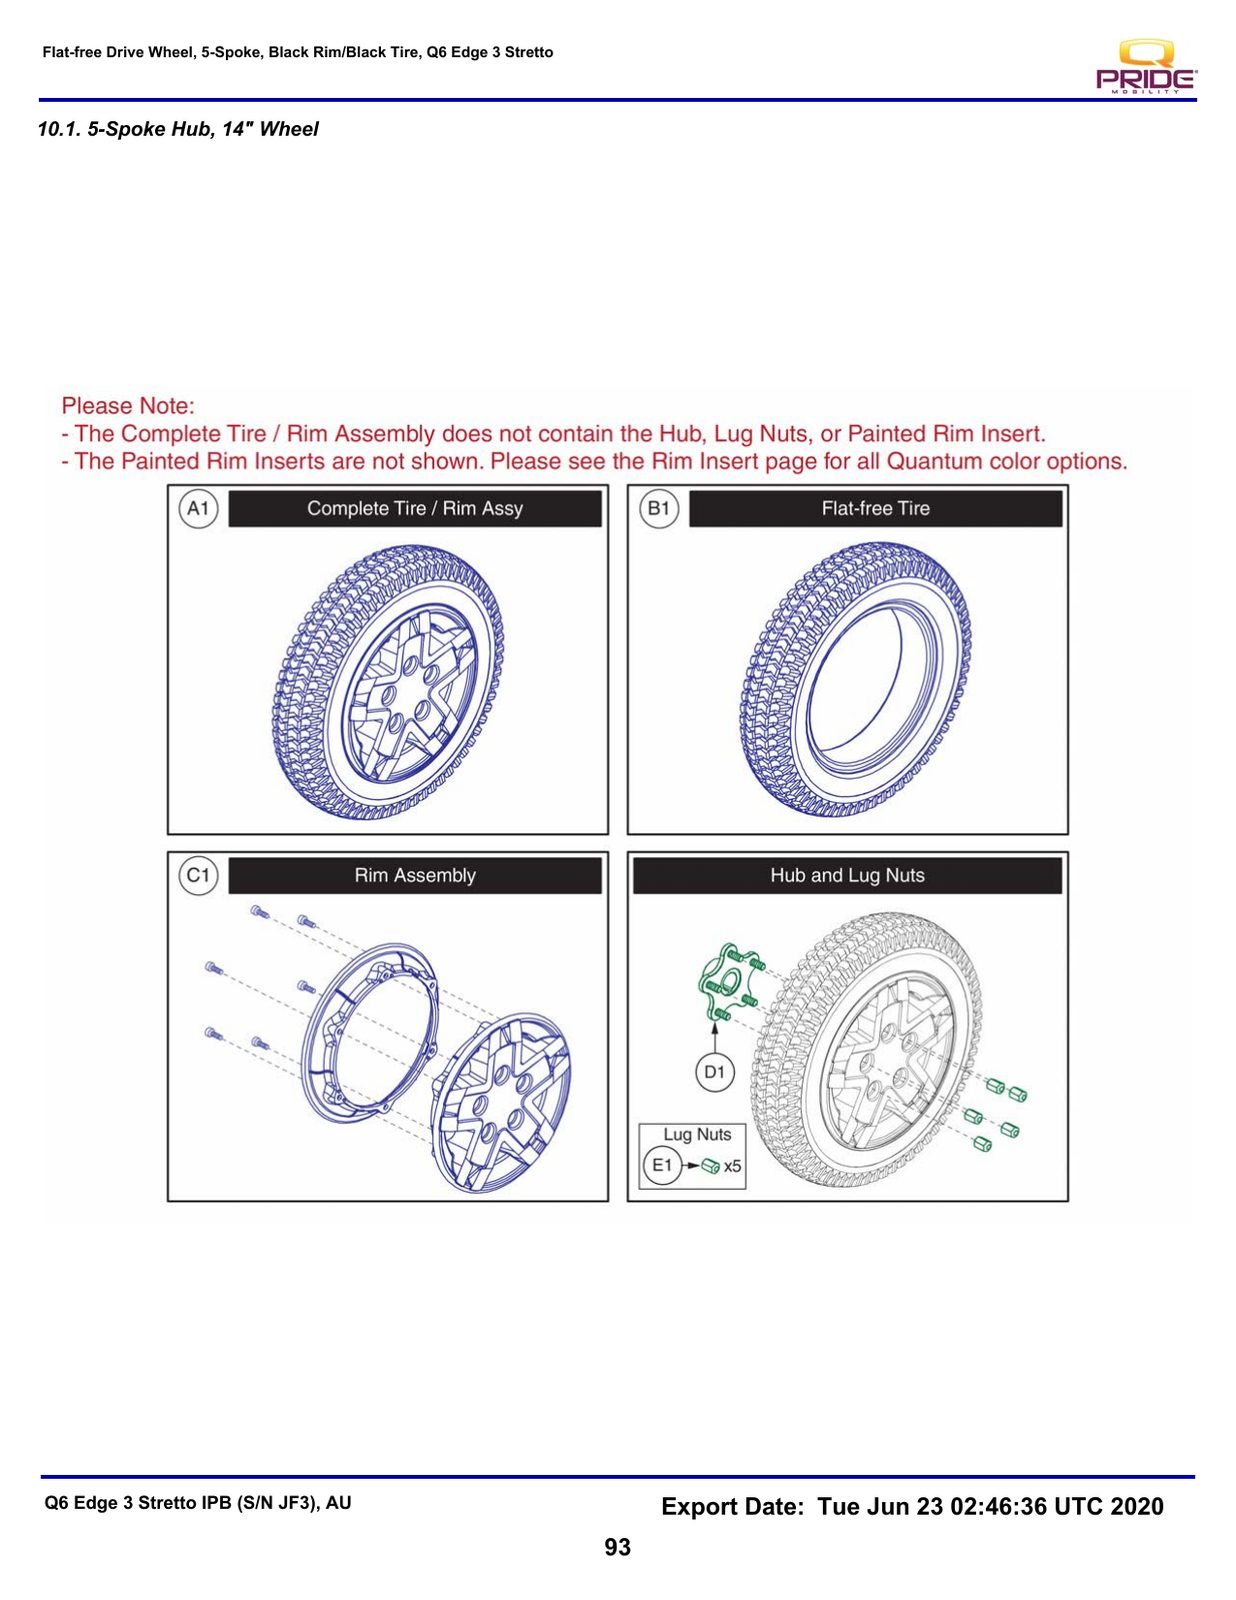 Flat-free Drive Wheel, 5-Spoke, Black Rim/Black Tire, Q6 Edge 3 Stretto
PRIDE
MOBILITY
10.1. 5-Spoke Hub, 14" Wheel
Please Note:
- The Complete Tire / Rim Assembly does not contain the Hub, Lug Nuts, or Painted Rim Insert.
- The Painted Rim Inserts are not shown. Please see the Rim Insert page for all Quantum color options.
A1 Complete Tire / Rim Assy
B1 Flat-free Tire
C1 Rim Assembly
Hub and Lug Nuts
D1
Lug Nuts
E1 x5
Q6 Edge 3 Stretto IPB (S/N JF3), AU
Export Date: Tue Jun 23 02:46:36 UTC 2020
93